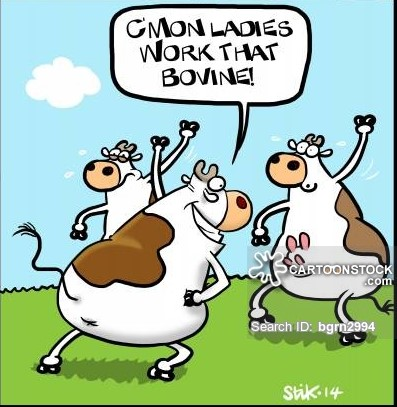 C'MON LADIES
WORK THAT
BOVINE!
CARTOONSTOCK
.com
Search ID: bgrn2994
Stik·14